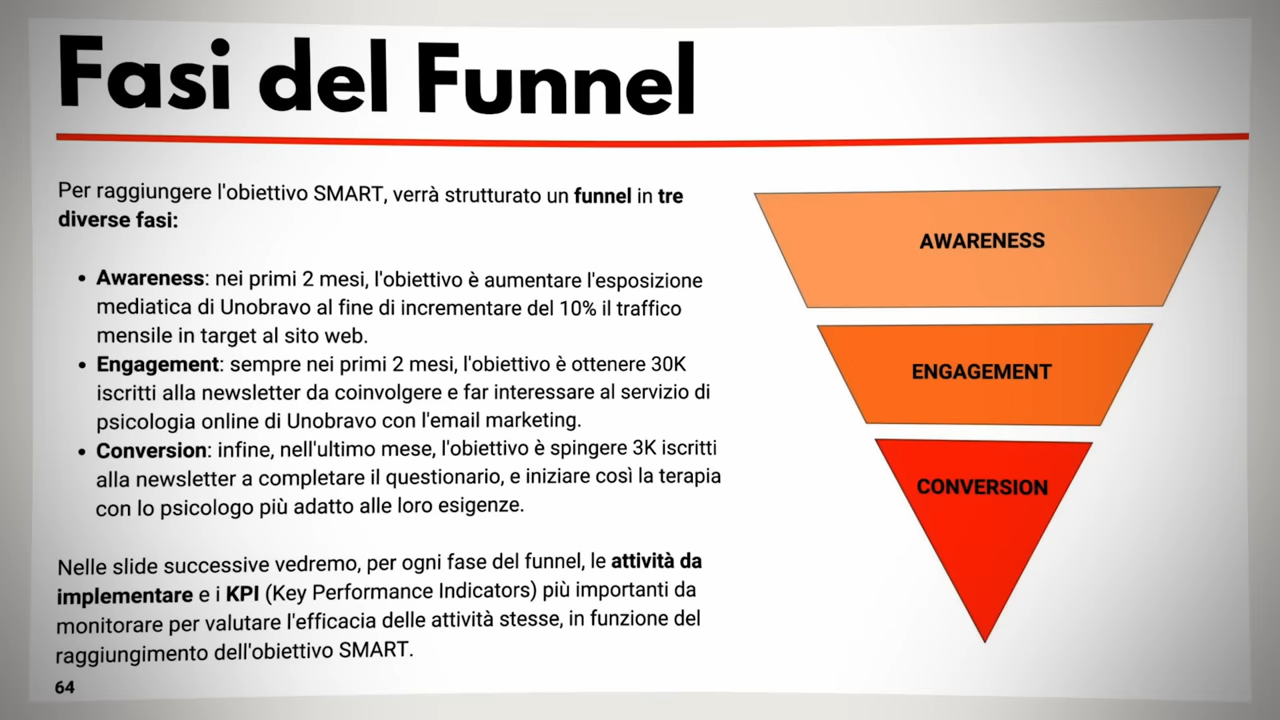 Fasi del Funnel
Per raggiungere l'obiettivo SMART, verrà strutturato un funnel in tre
diverse fasi:
• Awareness: nei primi 2 mesi, l'obiettivo è aumentare l'esposizione
mediatica di Unobravo al fine di incrementare del 10% il traffico
mensile in target al sito web.
• Engagement: sempre nei primi 2 mesi, l'obiettivo è ottenere 30K
iscritti alla newsletter da coinvolgere e far interessare al servizio di
psicologia online di Unobravo con l'email marketing.
• Conversion: infine, nell'ultimo mese, l'obiettivo è spingere 3K iscritti
alla newsletter a completare il questionario, e iniziare così la terapia
con lo psicologo più adatto alle loro esigenze.
Nelle slide successive vedremo, per ogni fase del funnel, le attività da
implementare e i KPI (Key Performance Indicators) più importanti da
monitorare per valutare l'efficacia delle attività stesse, in funzione del
raggiungimento dell'obiettivo SMART.
64
AWARENESS
ENGAGEMENT
CONVERSION